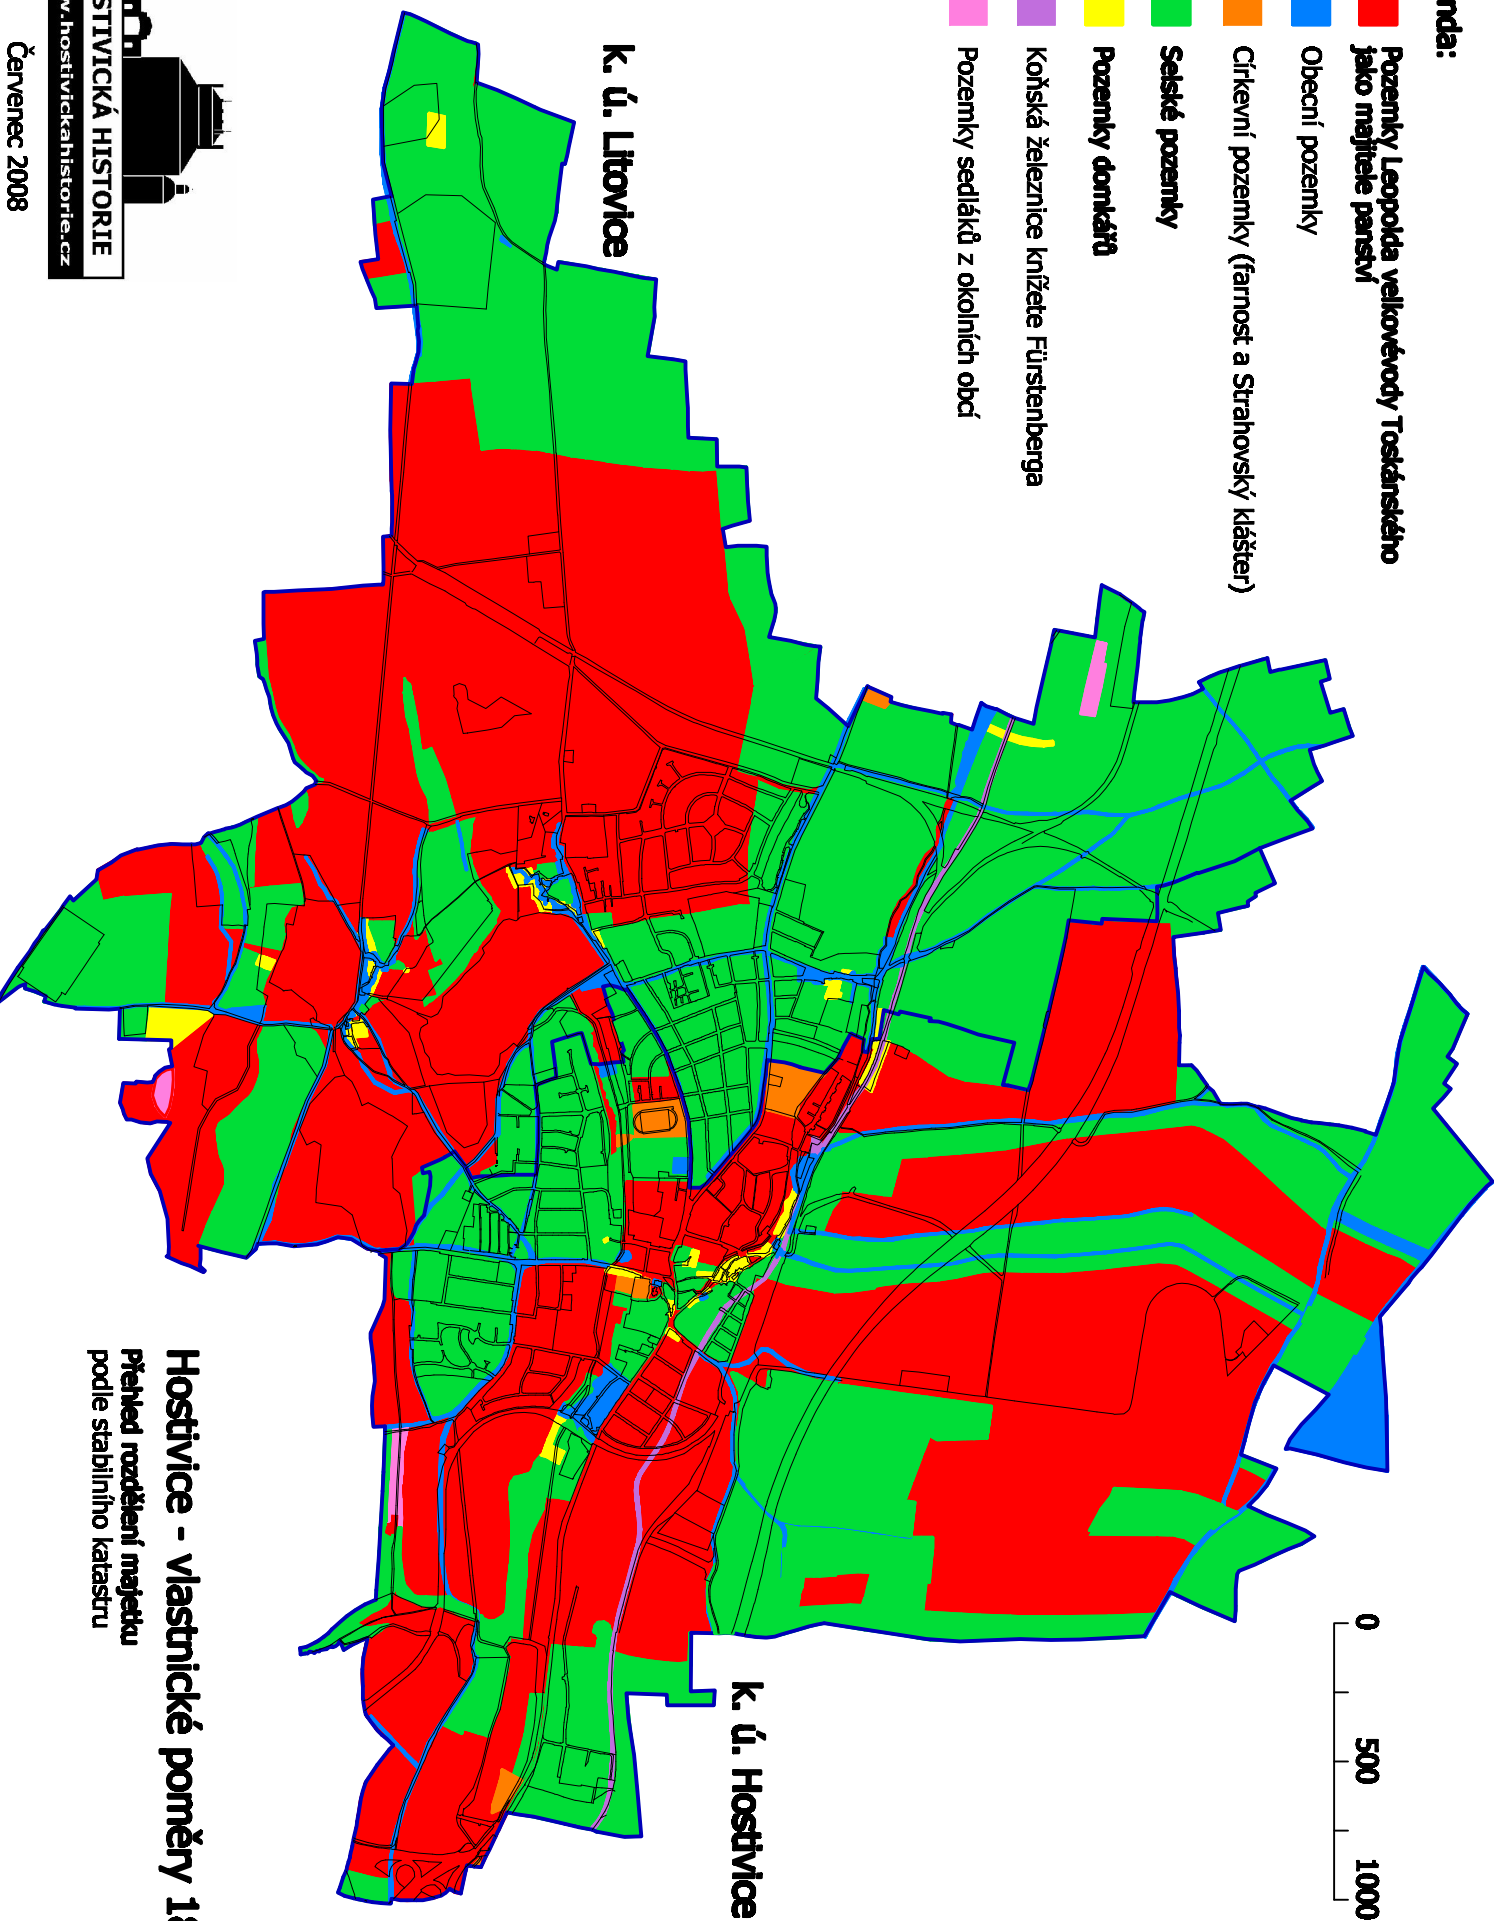 nda:
Pozemky Leopolda velkovévody Toskánského
jako majitele panství
Obecní pozemky
Církevní pozemky (farnost a Strahovský klášter)
Selské pozemky
Pozemky domkářů
Koňská železnice knížete Fürstenberga
Pozemky sedláků z okolních obcí
k. ú. Litovice
STIVICKÁ HISTORIE
w.hostivickahistorie.cz
Červenec 2008
0 500 1000
k. ú. Hostivice
Hostivice - vlastnické poměry 18
Přehled rozdělení majetku
podle stabilního katastru